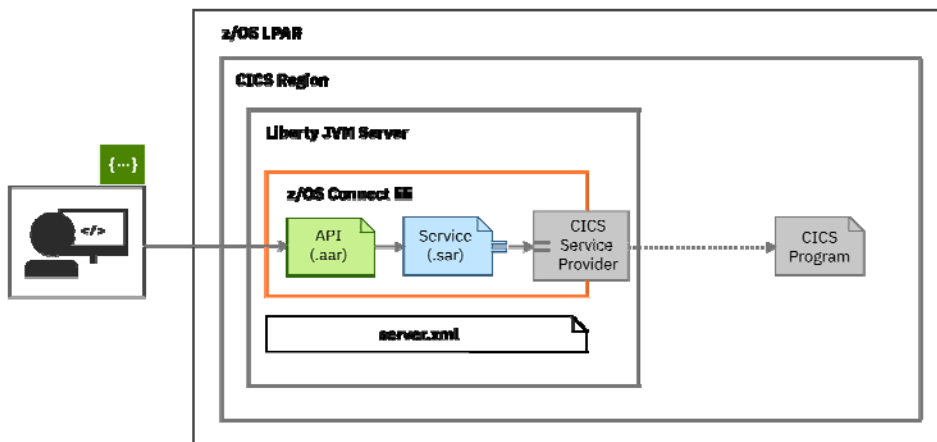 z/OS LPAR
CICS Region
Liberty JVM Server
{...}
z/OS Connect EE
</>
API
(.aar)
Service
(.sar)
CICS
Service
Provider
CICS
Program
server.xml